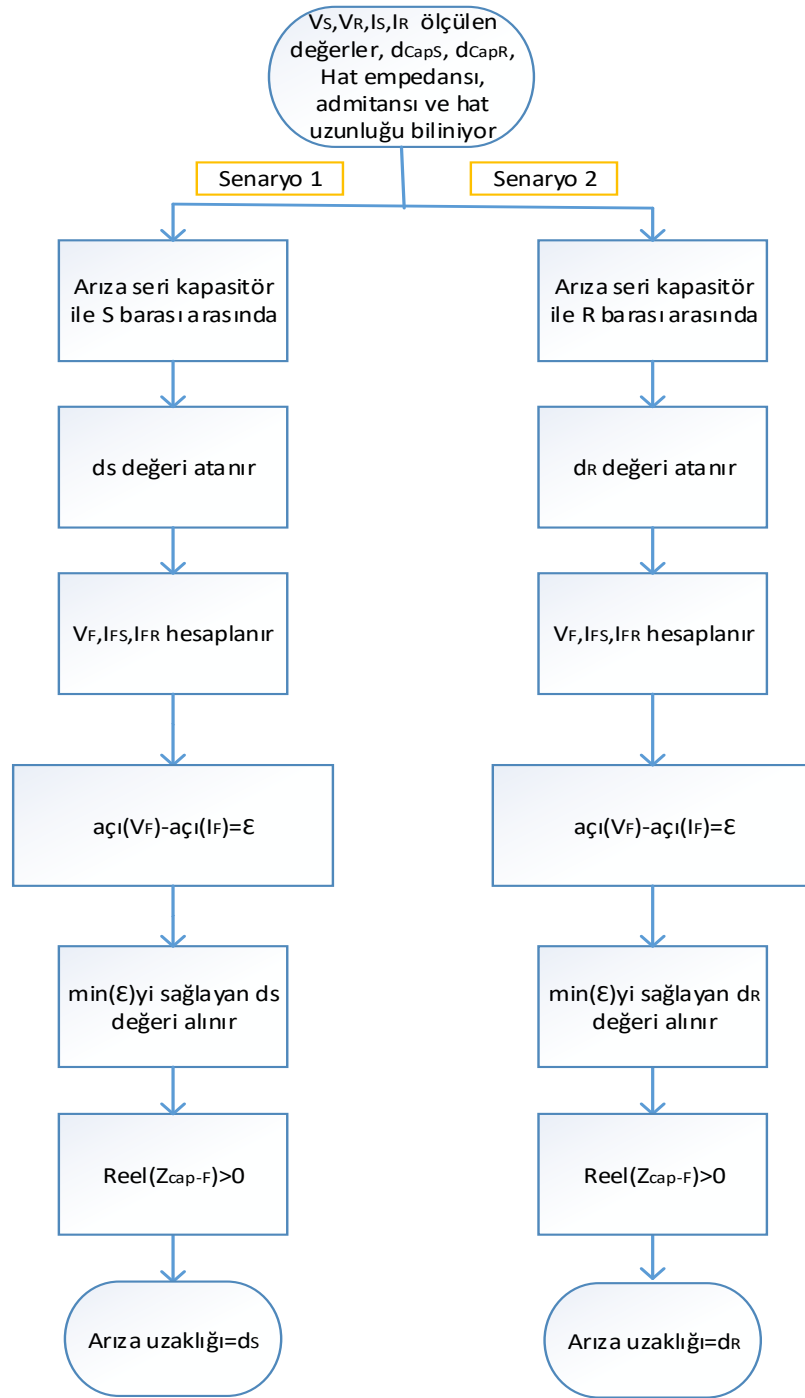 VS,VR,IS,IR ölçülen
değerler, dCapS, dCapR,
Hat empedansı,
admitansı ve hat
uzunluğu biliniyor
Senaryo 1
Senaryo 2
Arıza seri kapasitör
ile S barası arasında
ds değeri atanır
VF,IFS,IFR hesaplanır
açı(VF)-açı(IF)=Ɛ
min(Ɛ)yi sağlayan ds
değeri alınır
Reel(Zcap-F)>0
Arıza uzaklığı=ds
Arıza seri kapasitör
ile R barası arasında
dR değeri atanır
VF,IFS,IFR hesaplanır
açı(VF)-açı(IF)=Ɛ
min(Ɛ)yi sağlayan dR
değeri alınır
Reel(Zcap-F)>0
Arıza uzaklığı=dR